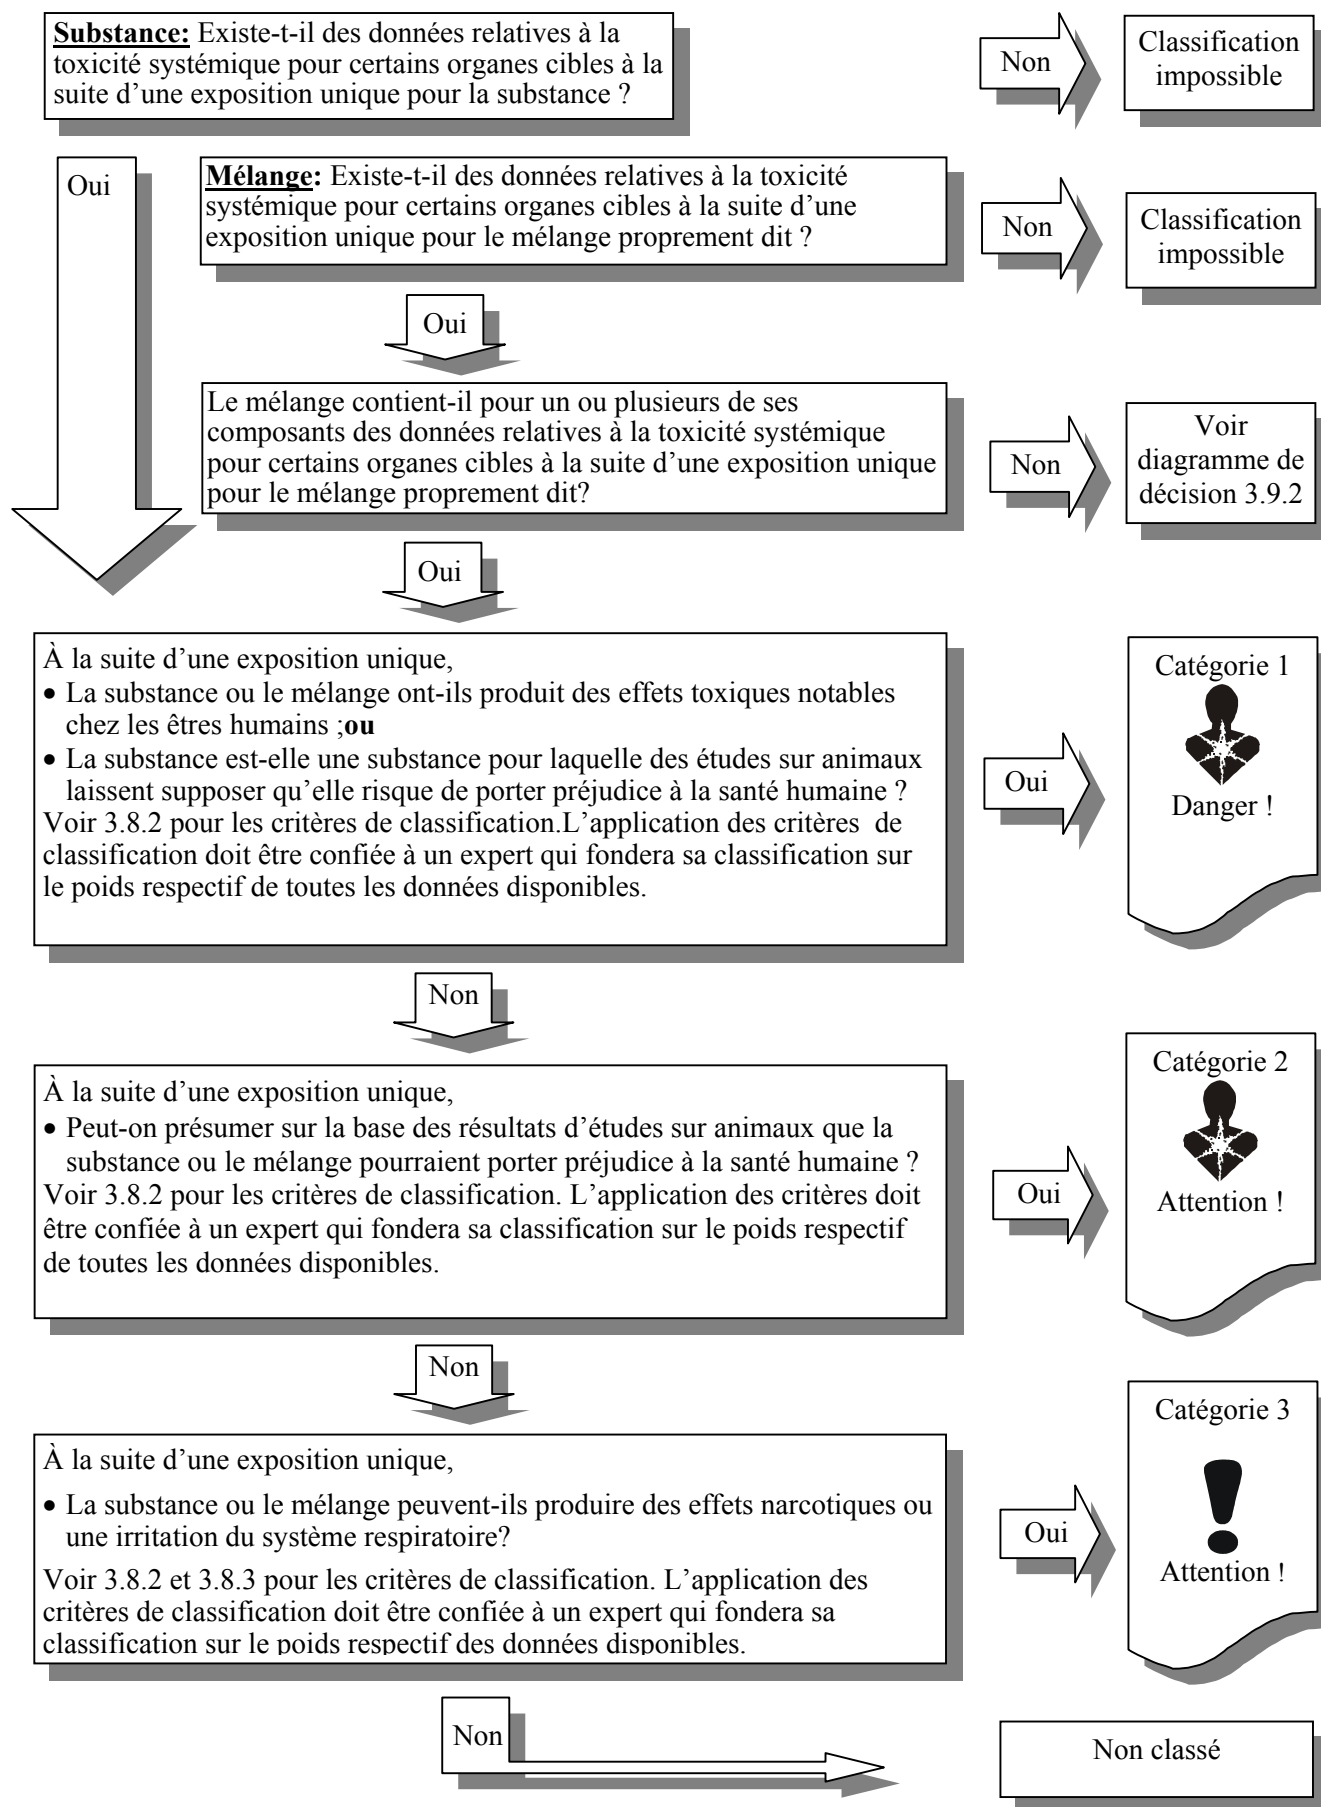 Substance: Existe-t-il des données relatives à la
toxicité systémique pour certains organes cibles à la
suite d’une exposition unique pour la substance ?
Non
Classification
impossible
Oui
Mélange: Existe-t-il des données relatives à la toxicité
systémique pour certains organes cibles à la suite d’une
exposition unique pour le mélange proprement dit ?
Non
Classification
impossible
Oui
Le mélange contient-il pour un ou plusieurs de ses
composants des données relatives à la toxicité systémique
pour certains organes cibles à la suite d’une exposition unique
pour le mélange proprement dit?
Non
Voir
diagramme de
décision 3.9.2
Oui
À la suite d’une exposition unique,
• La substance ou le mélange ont-ils produit des effets toxiques notables
chez les êtres humains ;ou
• La substance est-elle une substance pour laquelle des études sur animaux
laissent supposer qu’elle risque de porter préjudice à la santé humaine ?
Voir 3.8.2 pour les critères de classification.L’application des critères de
classification doit être confiée à un expert qui fondera sa classification sur
le poids respectif de toutes les données disponibles.
Oui
Catégorie 1
Danger !
Non
À la suite d’une exposition unique,
• Peut-on présumer sur la base des résultats d’études sur animaux que la
substance ou le mélange pourraient porter préjudice à la santé humaine ?
Voir 3.8.2 pour les critères de classification. L’application des critères doit
être confiée à un expert qui fondera sa classification sur le poids respectif
de toutes les données disponibles.
Oui
Catégorie 2
Attention !
Non
À la suite d’une exposition unique,
• La substance ou le mélange peuvent-ils produire des effets narcotiques ou
une irritation du système respiratoire?
Voir 3.8.2 et 3.8.3 pour les critères de classification. L’application des
critères de classification doit être confiée à un expert qui fondera sa
classification sur le poids respectif des données disponibles.
Oui
Catégorie 3
Attention !
Non
Non classé